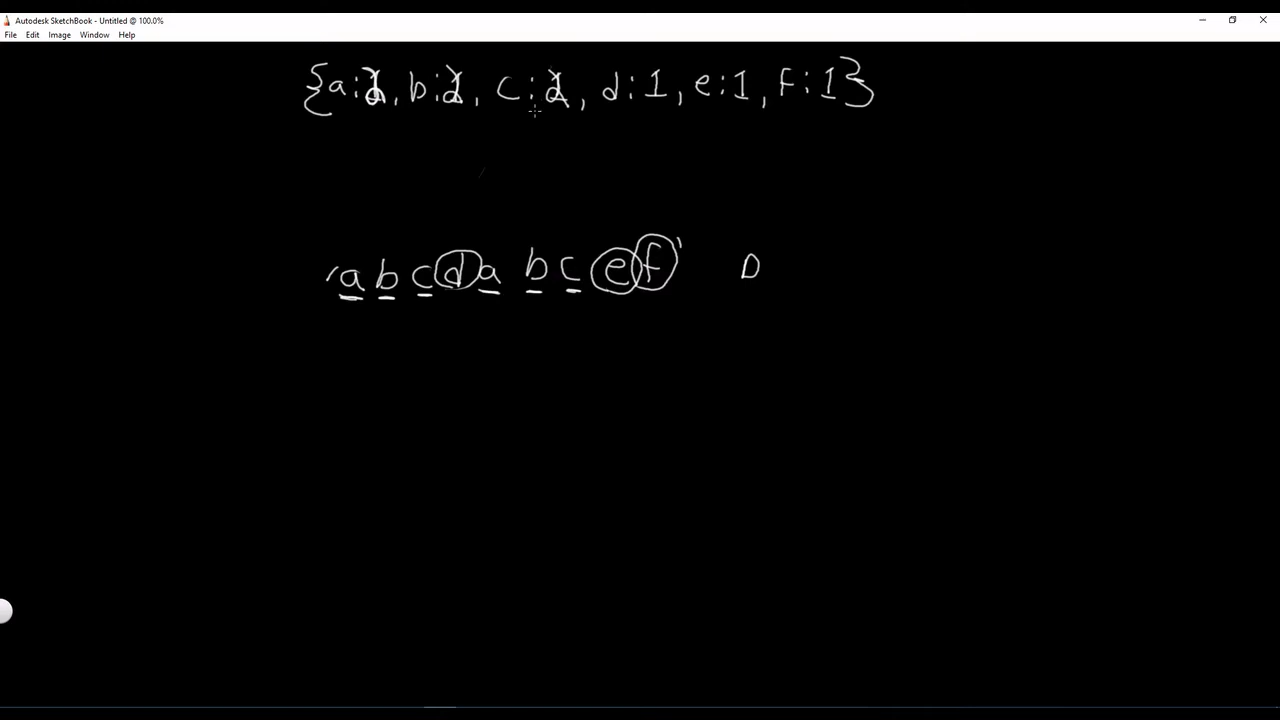 Autodesk SketchBook - Untitled @ 100.0%
File Edit Image Window Help
{a:2, b:2, c:2, d:1, e:1, f:1}
'abcdabcef' D